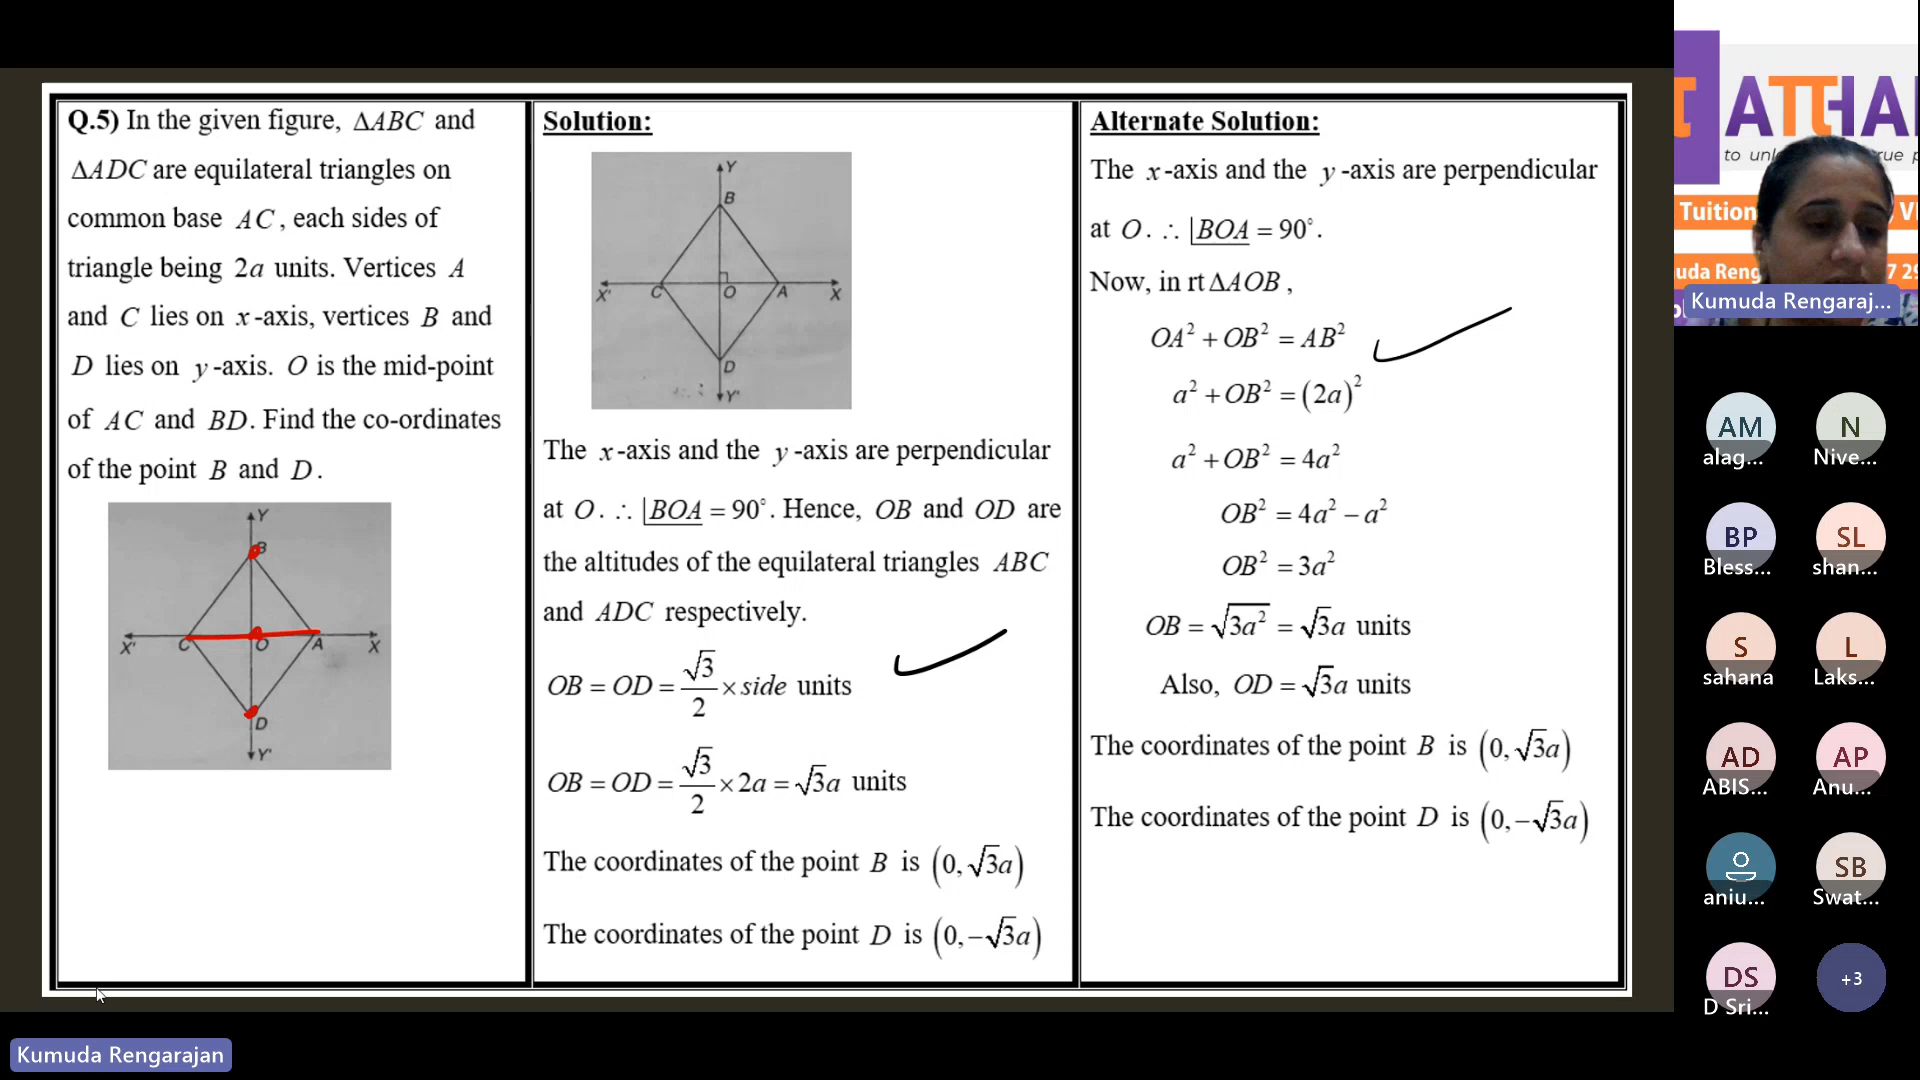 Q.5) In the given figure, ΔABC and
ΔADC are equilateral triangles on
common base AC, each sides of
triangle being 2a units. Vertices A
and C lies on x-axis, vertices B and
D lies on y-axis. O is the mid-point
of AC and BD. Find the co-ordinates
of the point B and D.
Y
B
X' C O A X
D
Y'
Solution:
Y
B
X' C O A X
D
Y'
The x-axis and the y-axis are perpendicular
at O. ∴ ∠BOA = 90°. Hence, OB and OD are
the altitudes of the equilateral triangles ABC
and ADC respectively.
OB = OD = √3/2 × side units
OB = OD = √3/2 × 2a = √3a units
The coordinates of the point B is (0, √3a)
The coordinates of the point D is (0, −√3a)
Alternate Solution:
The x-axis and the y-axis are perpendicular
at O. ∴ ∠BOA = 90°.
Now, in rt ΔAOB,
OA² + OB² = AB²
a² + OB² = (2a)²
a² + OB² = 4a²
OB² = 4a² − a²
OB² = 3a²
OB = √3a² = √3a units
Also, OD = √3a units
The coordinates of the point B is (0, √3a)
The coordinates of the point D is (0, −√3a)
to
Tuition
Kumuda Rengaraj...
AM
alag...
N
Nive...
BP
Bless...
SL
shan...
S
sahana
L
Laks...
AD
ABIS...
AP
Anu...
aniu...
SB
Swat...
DS
D Sri...
+3
Kumuda Rengarajan